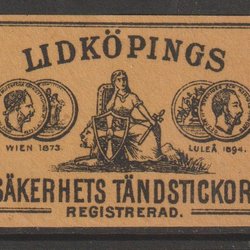 LIDKÖPINGS
WIEN 1873. LULEÅ 1894.
SÄKERHETS TÄNDSTICKOR
REGISTRERAD.